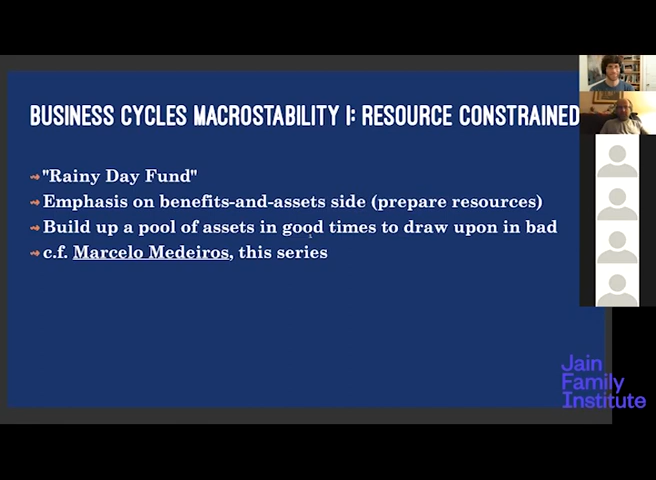 BUSINESS CYCLES MACROSTABILITY I: RESOURCE CONSTRAINED
→ "Rainy Day Fund"
→ Emphasis on benefits-and-assets side (prepare resources)
→ Build up a pool of assets in good times to draw upon in bad
→ c.f. Marcelo Medeiros, this series
Jain
Family
Institute